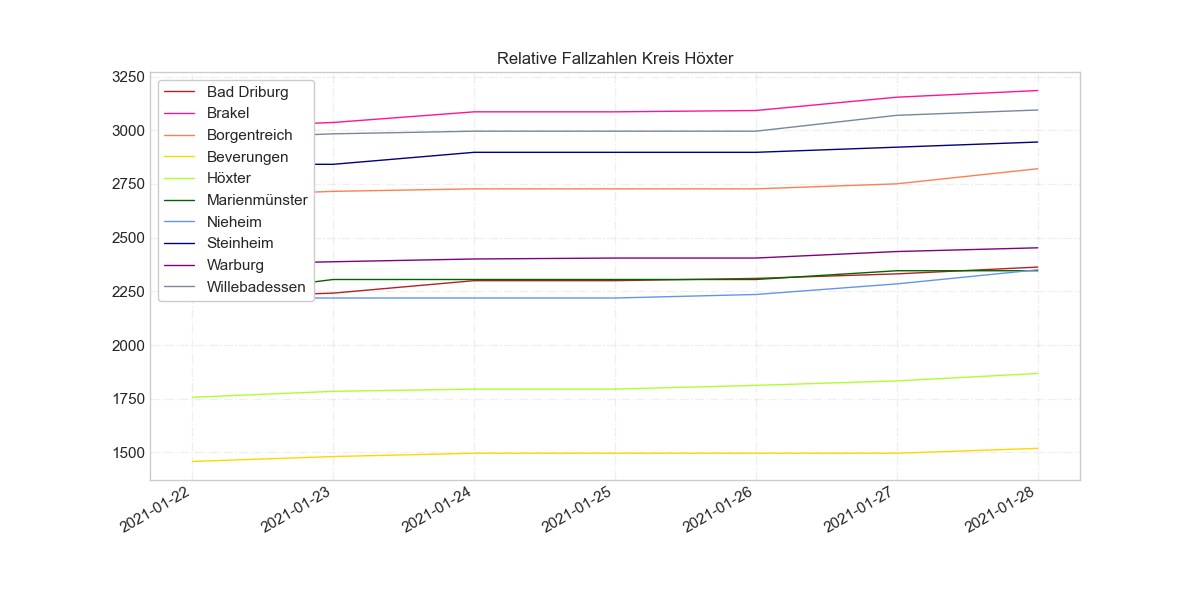 Relative Fallzahlen Kreis Höxter
3250
3000
2750
2500
2250
2000
1750
1500
Bad Driburg
Brakel
Borgentreich
Beverungen
Höxter
Marienmünster
Nieheim
Steinheim
Warburg
Willebadessen
2021-01-22
2021-01-23
2021-01-24
2021-01-25
2021-01-26
2021-01-27
2021-01-28